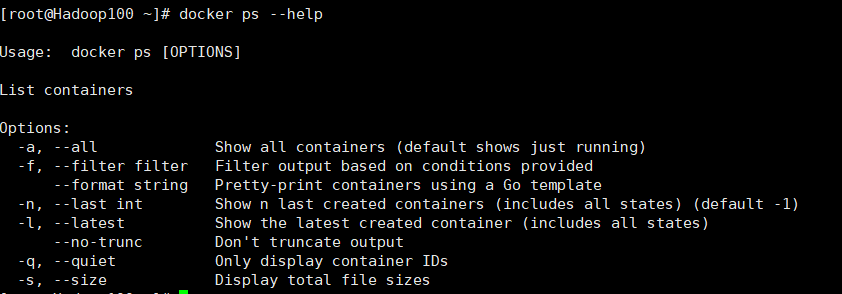 [root@Hadoop100 ~]# docker ps --help
Usage:  docker ps [OPTIONS]
List containers
Options:
  -a, --all             Show all containers (default shows just running)
  -f, --filter filter   Filter output based on conditions provided
      --format string   Pretty-print containers using a Go template
  -n, --last int        Show n last created containers (includes all states) (default -1)
  -l, --latest          Show the latest created container (includes all states)
      --no-trunc        Don't truncate output
  -q, --quiet           Only display container IDs
  -s, --size            Display total file sizes